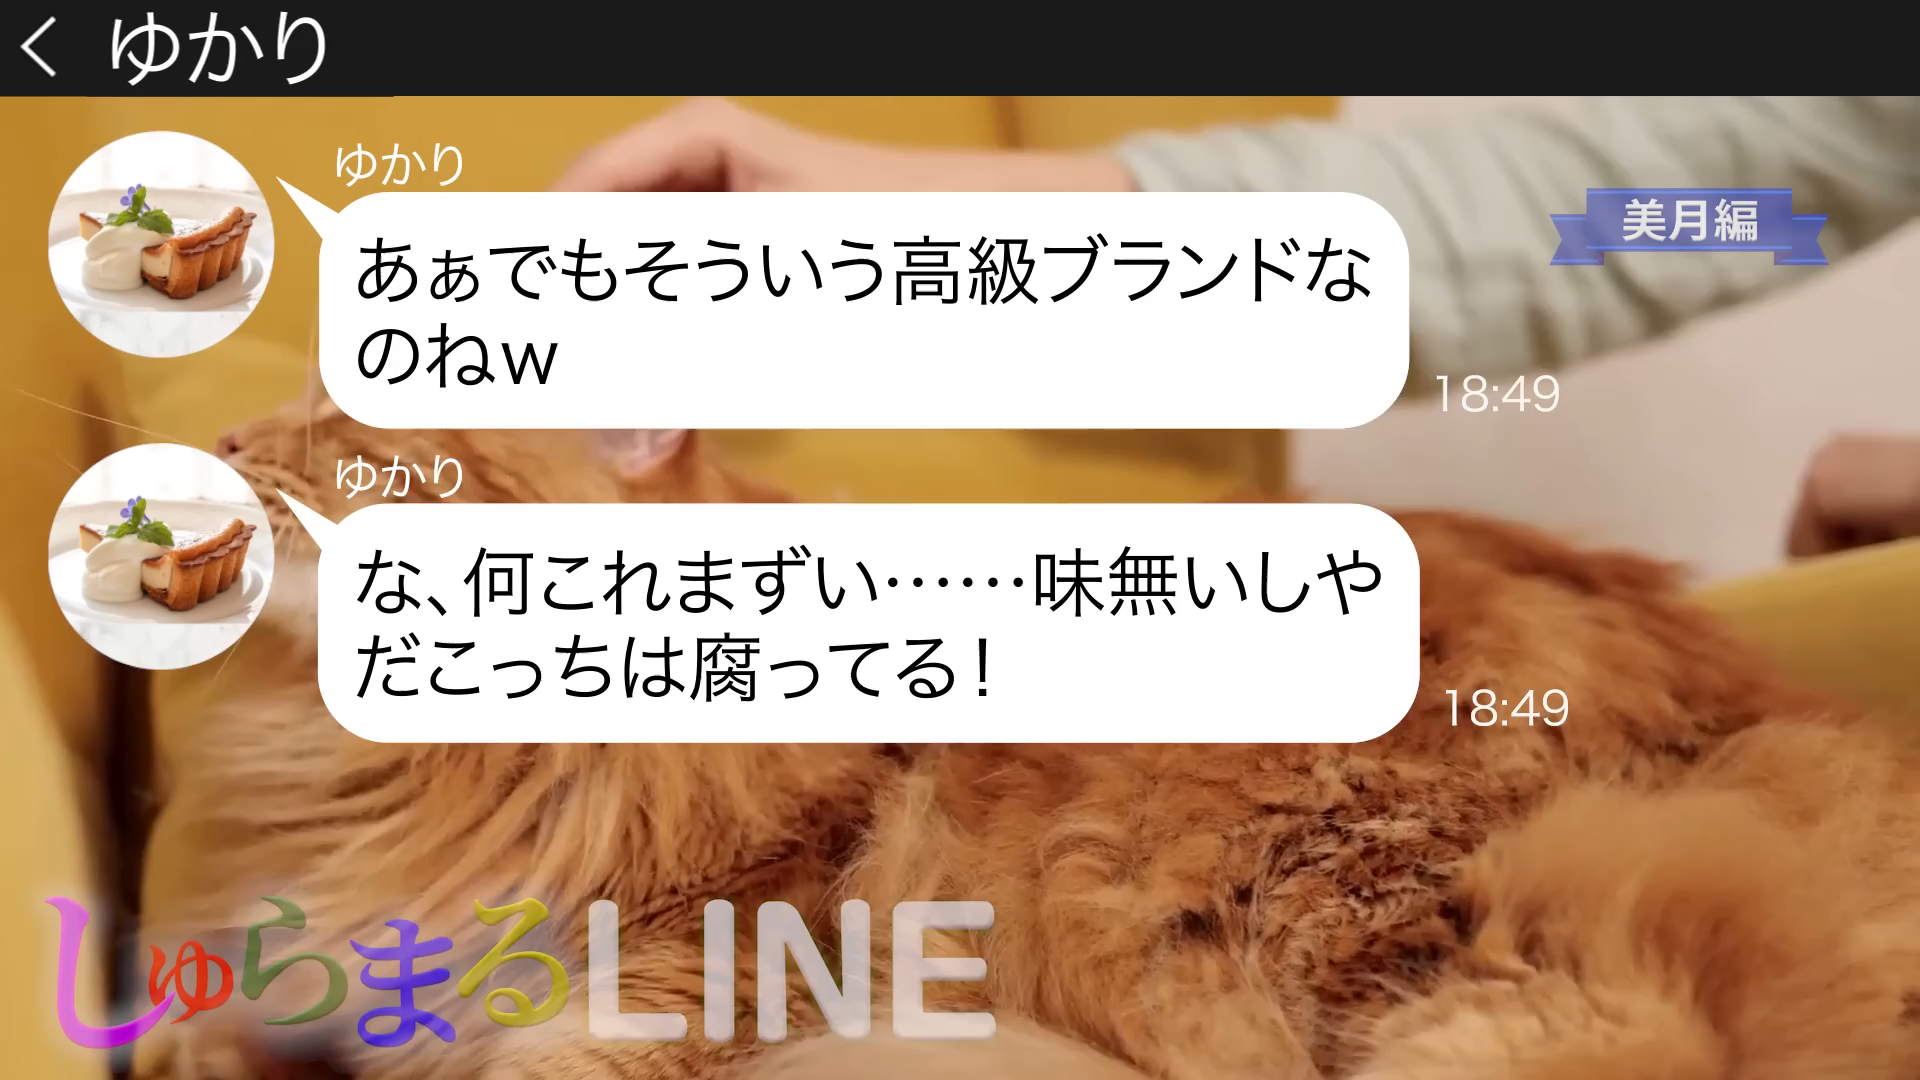 ゆかり
ゆかり
美月編
あぁでもそういう高級ブランドな
のねw
18:49
ゆかり
な、何これまずい……味無いしや
だこっちは腐ってる！
18:49
しゅらまるLINE